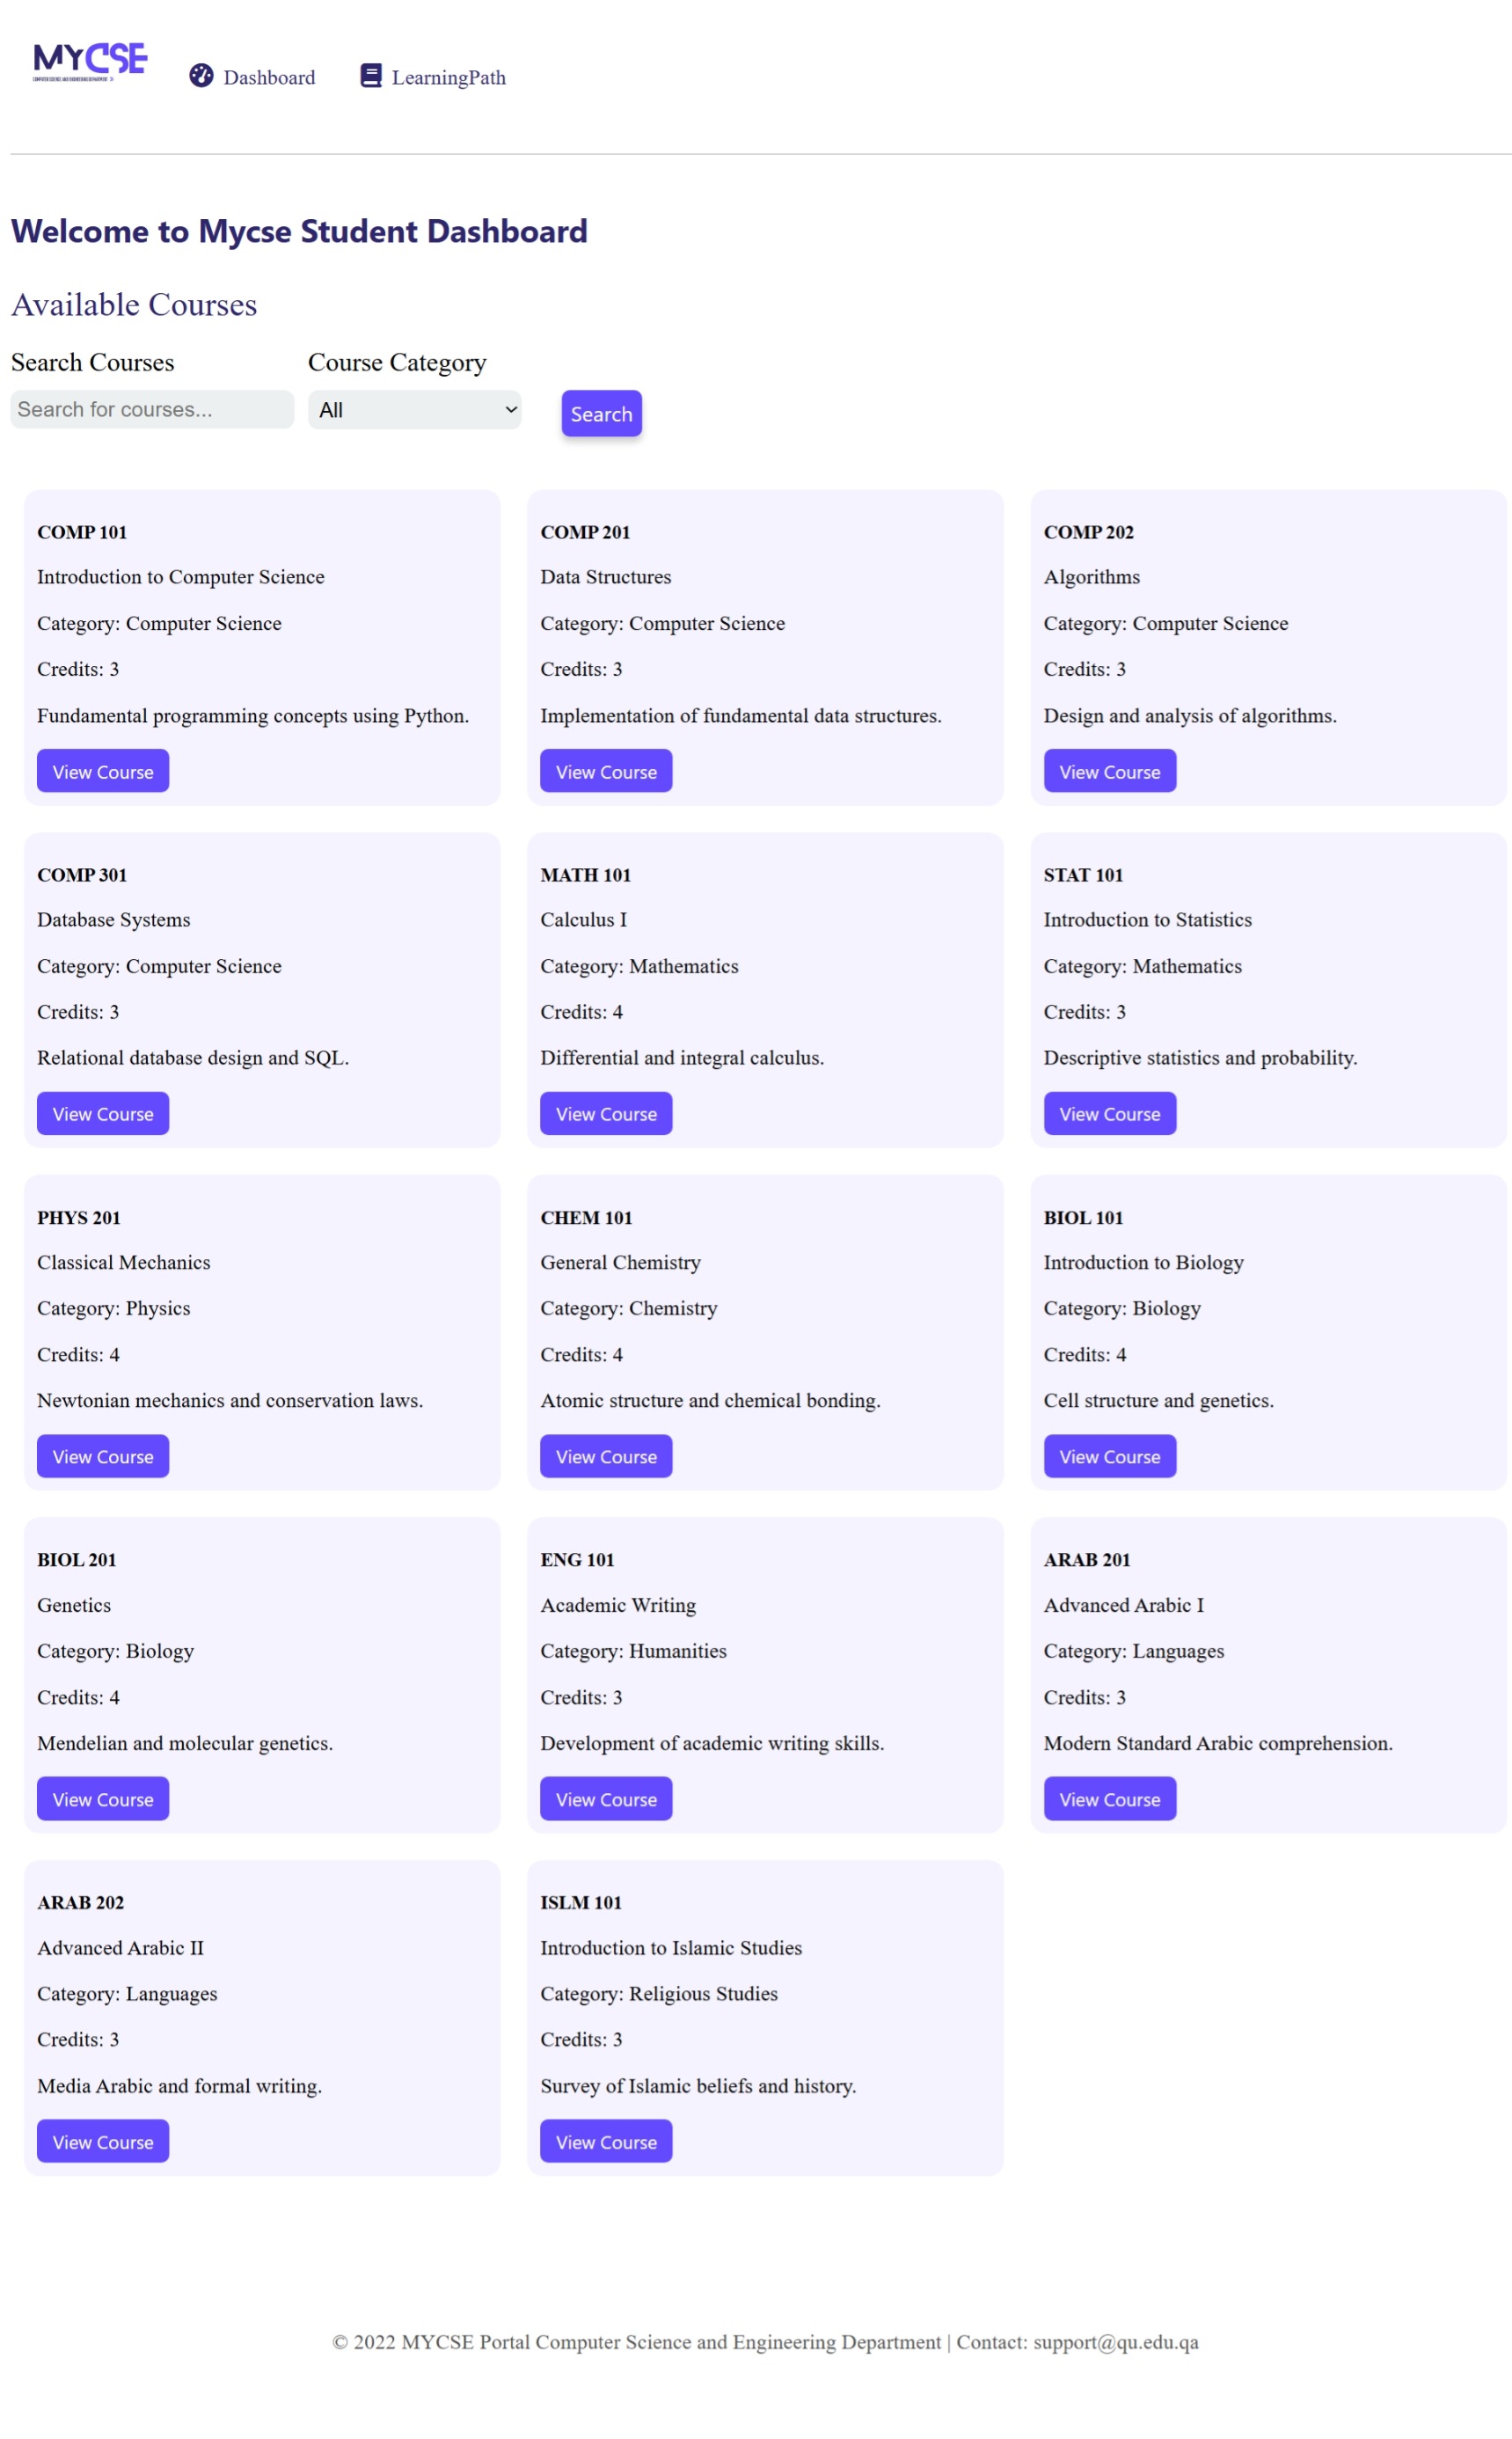 MYCSE
COMPUTER SCIENCE AND ENGINEERING DEPARTMENT
Dashboard
LearningPath
Welcome to Mycse Student Dashboard
Available Courses
Search Courses
Course Category
Search for courses...
All
Search
COMP 101
Introduction to Computer Science
Category: Computer Science
Credits: 3
Fundamental programming concepts using Python.
View Course
COMP 201
Data Structures
Category: Computer Science
Credits: 3
Implementation of fundamental data structures.
View Course
COMP 202
Algorithms
Category: Computer Science
Credits: 3
Design and analysis of algorithms.
View Course
COMP 301
Database Systems
Category: Computer Science
Credits: 3
Relational database design and SQL.
View Course
MATH 101
Calculus I
Category: Mathematics
Credits: 4
Differential and integral calculus.
View Course
STAT 101
Introduction to Statistics
Category: Mathematics
Credits: 3
Descriptive statistics and probability.
View Course
PHYS 201
Classical Mechanics
Category: Physics
Credits: 4
Newtonian mechanics and conservation laws.
View Course
CHEM 101
General Chemistry
Category: Chemistry
Credits: 4
Atomic structure and chemical bonding.
View Course
BIOL 101
Introduction to Biology
Category: Biology
Credits: 4
Cell structure and genetics.
View Course
BIOL 201
Genetics
Category: Biology
Credits: 4
Mendelian and molecular genetics.
View Course
ENG 101
Academic Writing
Category: Humanities
Credits: 3
Development of academic writing skills.
View Course
ARAB 201
Advanced Arabic I
Category: Languages
Credits: 3
Modern Standard Arabic comprehension.
View Course
ARAB 202
Advanced Arabic II
Category: Languages
Credits: 3
Media Arabic and formal writing.
View Course
ISLM 101
Introduction to Islamic Studies
Category: Religious Studies
Credits: 3
Survey of Islamic beliefs and history.
View Course
© 2022 MYCSE Portal Computer Science and Engineering Department | Contact: support@qu.edu.qa